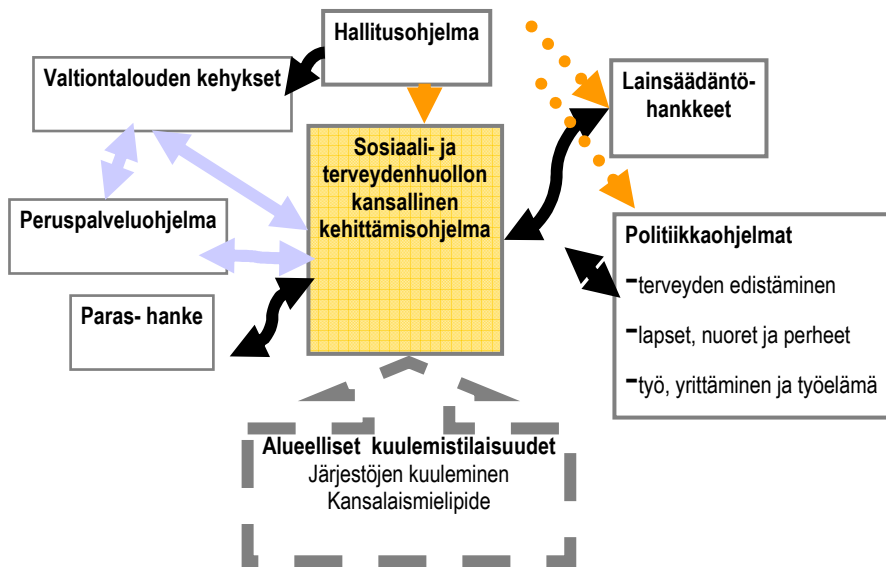 Hallitusohjelma
Valtiontalouden kehykset
Lainsäädäntö-
hankkeet
Sosiaali- ja
terveydenhuollon
kansallinen
kehittämisohjelma
Peruspalveluohjelma
Paras- hanke
Politiikkaohjelmat
-terveyden edistäminen
-lapset, nuoret ja perheet
-työ, yrittäminen ja työelämä
Alueelliset kuulemistilaisuudet
Järjestöjen kuuleminen
Kansalaismielipide